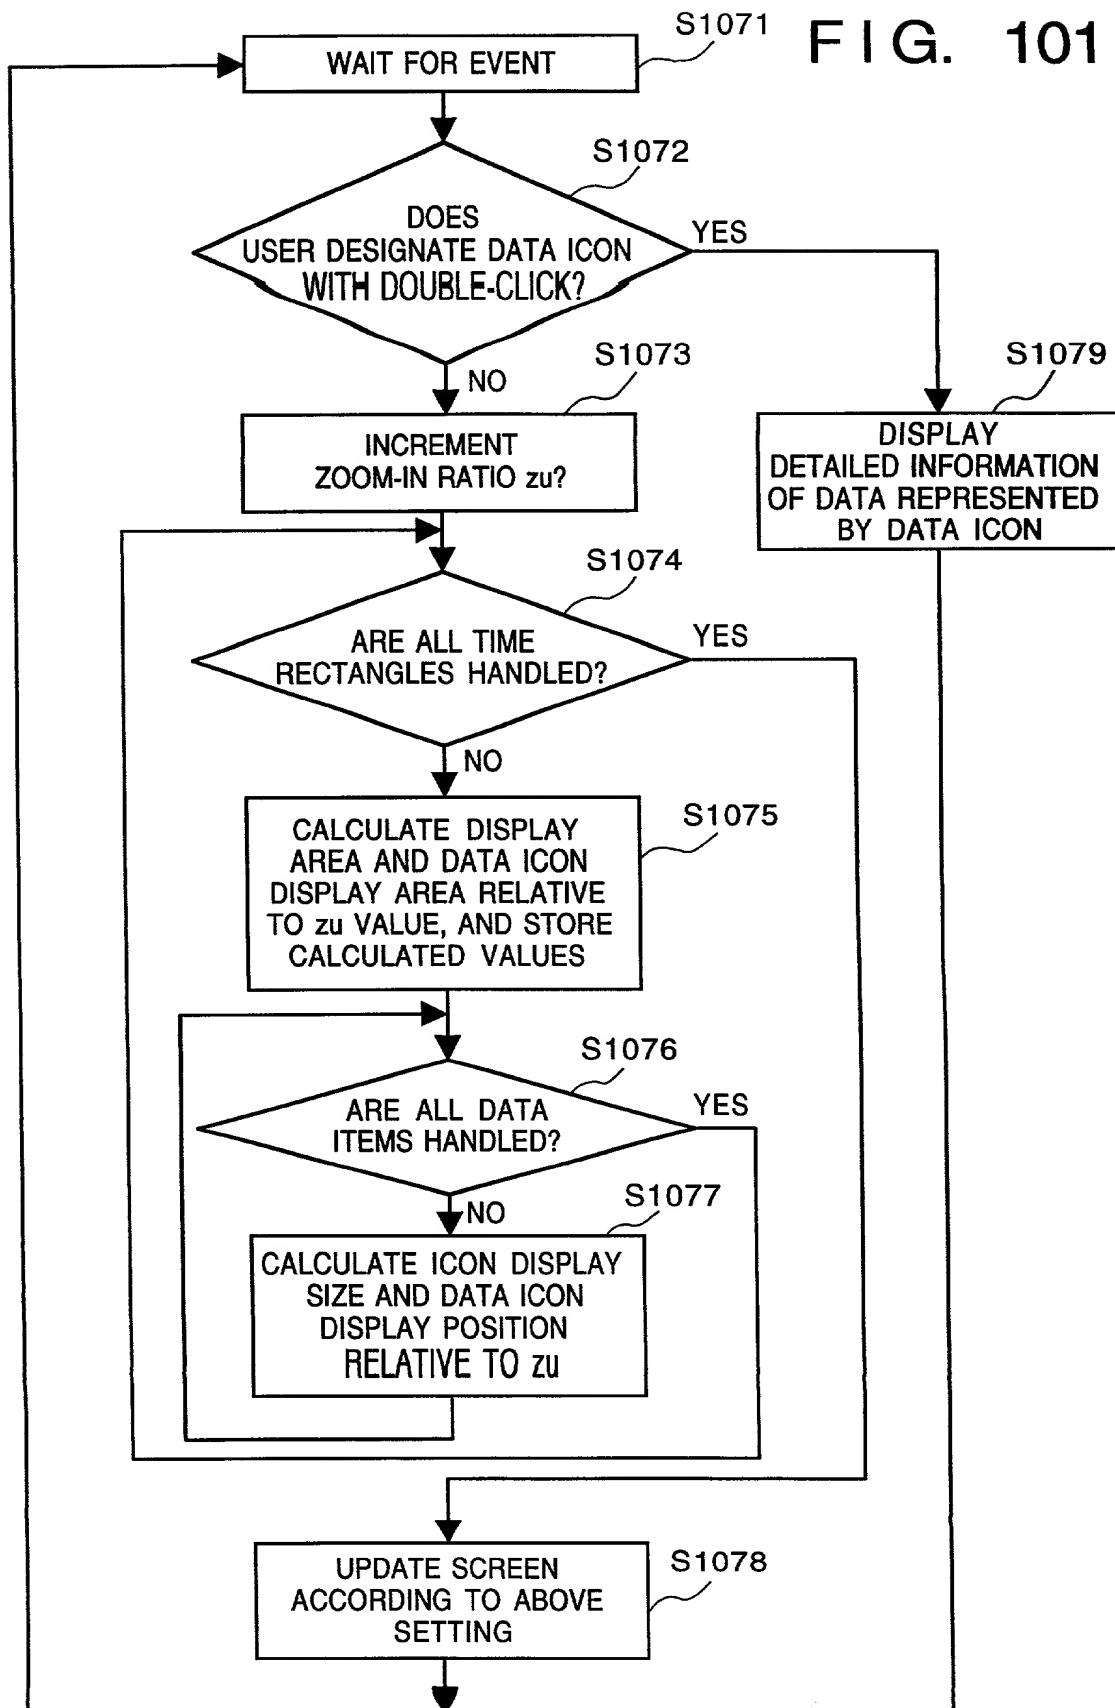 FIG. 101
S1071
WAIT FOR EVENT
S1072
DOES
USER DESIGNATE DATA ICON
WITH DOUBLE-CLICK?
YES
NO
S1073
INCREMENT
ZOOM-IN RATIO zu?
S1079
DISPLAY
DETAILED INFORMATION
OF DATA REPRESENTED
BY DATA ICON
S1074
ARE ALL TIME
RECTANGLES HANDLED?
YES
NO
S1075
CALCULATE DISPLAY
AREA AND DATA ICON
DISPLAY AREA RELATIVE
TO zu VALUE, AND STORE
CALCULATED VALUES
S1076
ARE ALL DATA
ITEMS HANDLED?
YES
NO
S1077
CALCULATE ICON DISPLAY
SIZE AND DATA ICON
DISPLAY POSITION
RELATIVE TO zu
S1078
UPDATE SCREEN
ACCORDING TO ABOVE
SETTING